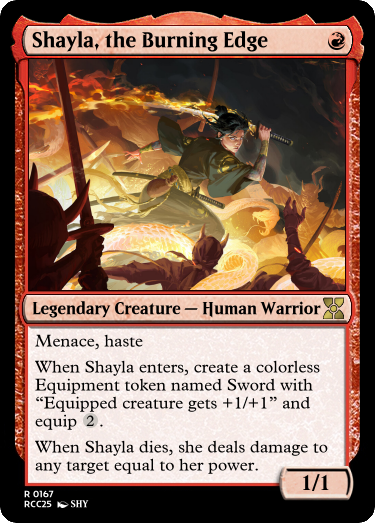 Shayla, the Burning Edge
Legendary Creature — Human Warrior
Menace, haste
When Shayla enters, create a colorless
Equipment token named Sword with
“Equipped creature gets +1/+1” and
equip 2.
When Shayla dies, she deals damage to
any target equal to her power.
1/1
R 0167
RCC25 SHY